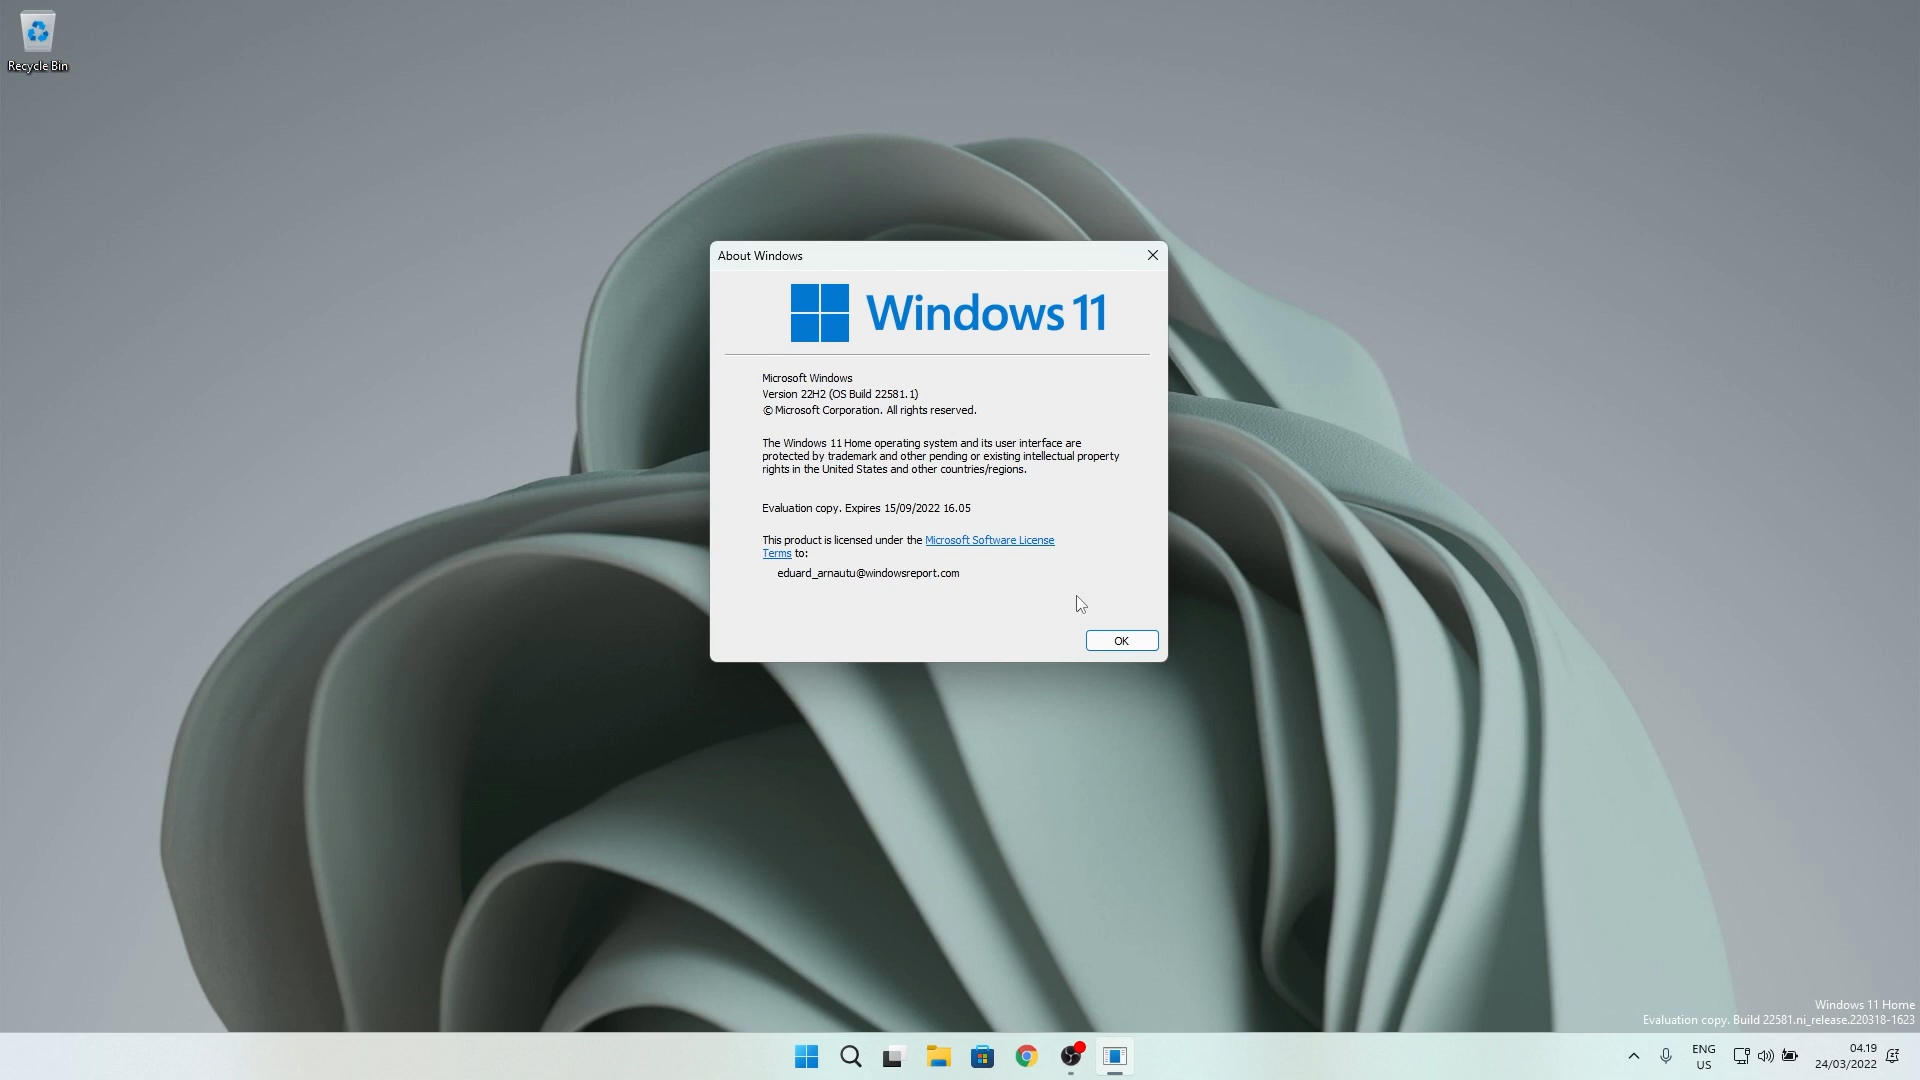 Recycle Bin
About Windows
Windows 11
Microsoft Windows
Version 22H2 (OS Build 22581.1)
© Microsoft Corporation. All rights reserved.
The Windows 11 Home operating system and its user interface are
protected by trademark and other pending or existing intellectual property
rights in the United States and other countries/regions.
Evaluation copy. Expires 15/09/2022 16.05
This product is licensed under the Microsoft Software License
Terms to:
eduard_arnautu@windowsreport.com
OK
Windows 11 Home
Evaluation copy. Build 22581.ni_release.220318-1623
ENG
US
04.19
24/03/2022